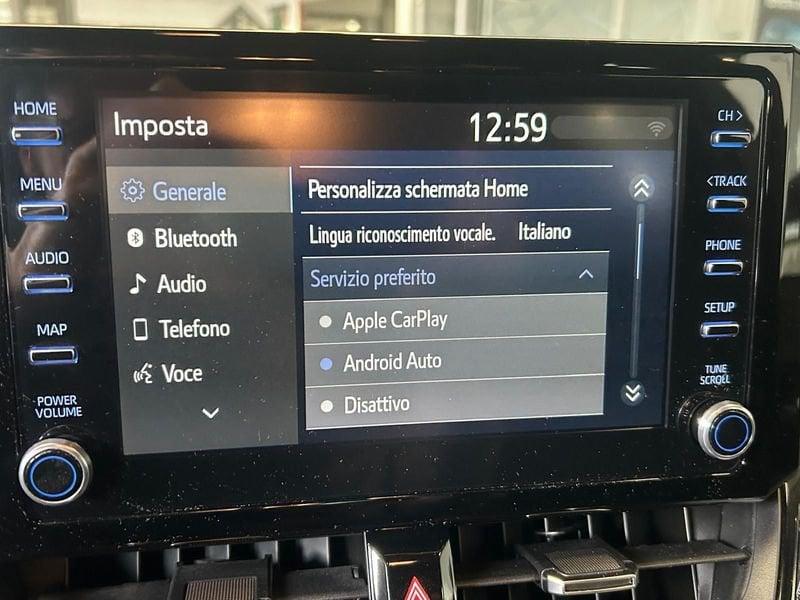 HOME
MENU
AUDIO
MAP
POWER
VOLUME
Imposta
12:59
Generale
Bluetooth
Audio
Telefono
Voce
Personalizza schermata Home
Lingua riconoscimento vocale. Italiano
Servizio preferito
Apple CarPlay
Android Auto
Disattivo
CH >
< TRACK
PHONE
SETUP
TUNE
SCROLL